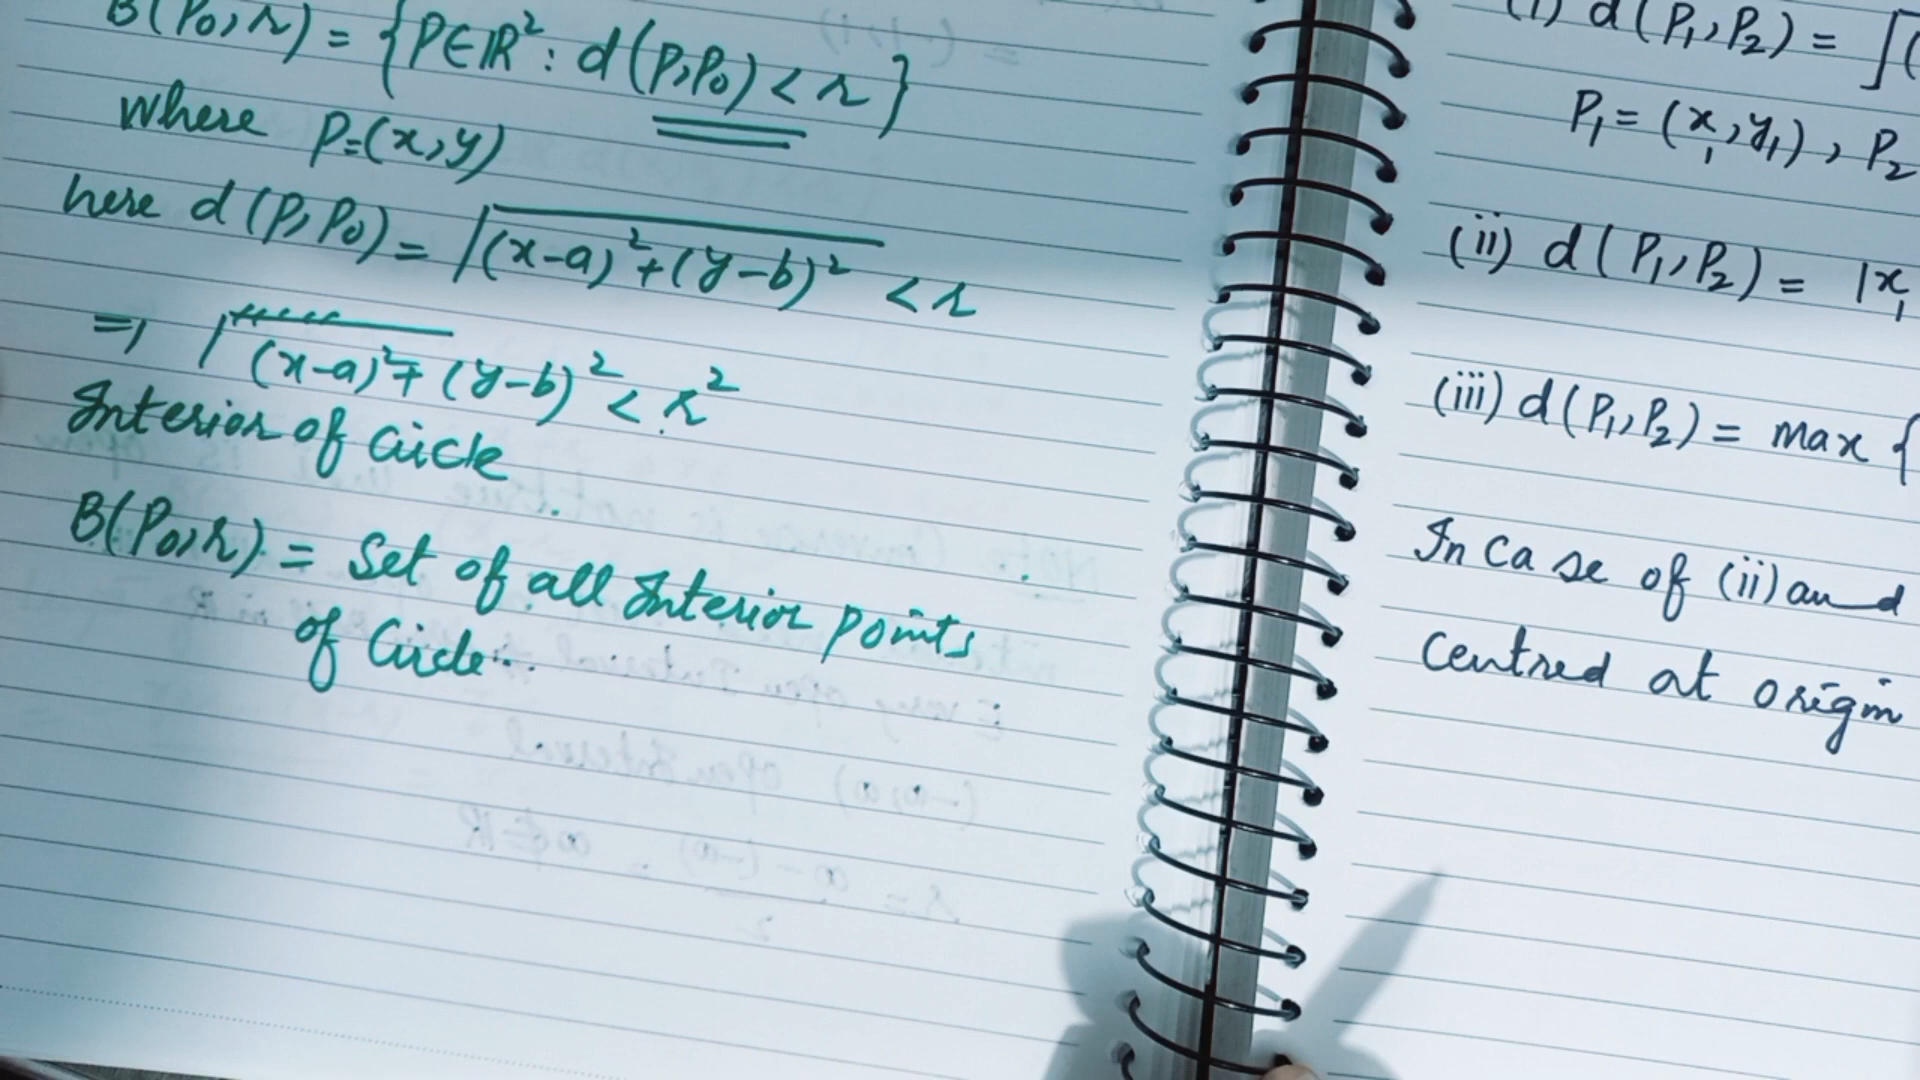 B(P₀,r) = {P∈ℝ² : d(P,P₀) < r}
where P=(x,y)
here d(P,P₀) = √(x-a)²+(y-b)² < r
=> √(x-a)²+(y-b)² < r²
Interior of circle.
B(P₀,r) = Set of all Interior points
of Circle..
(i) d(P₁,P₂) = √(
P₁ = (x₁,y₁), P₂
(ii) d(P₁,P₂) = |x₁
(iii) d(P₁,P₂) = max {
In Case of (ii) and
Centred at origin